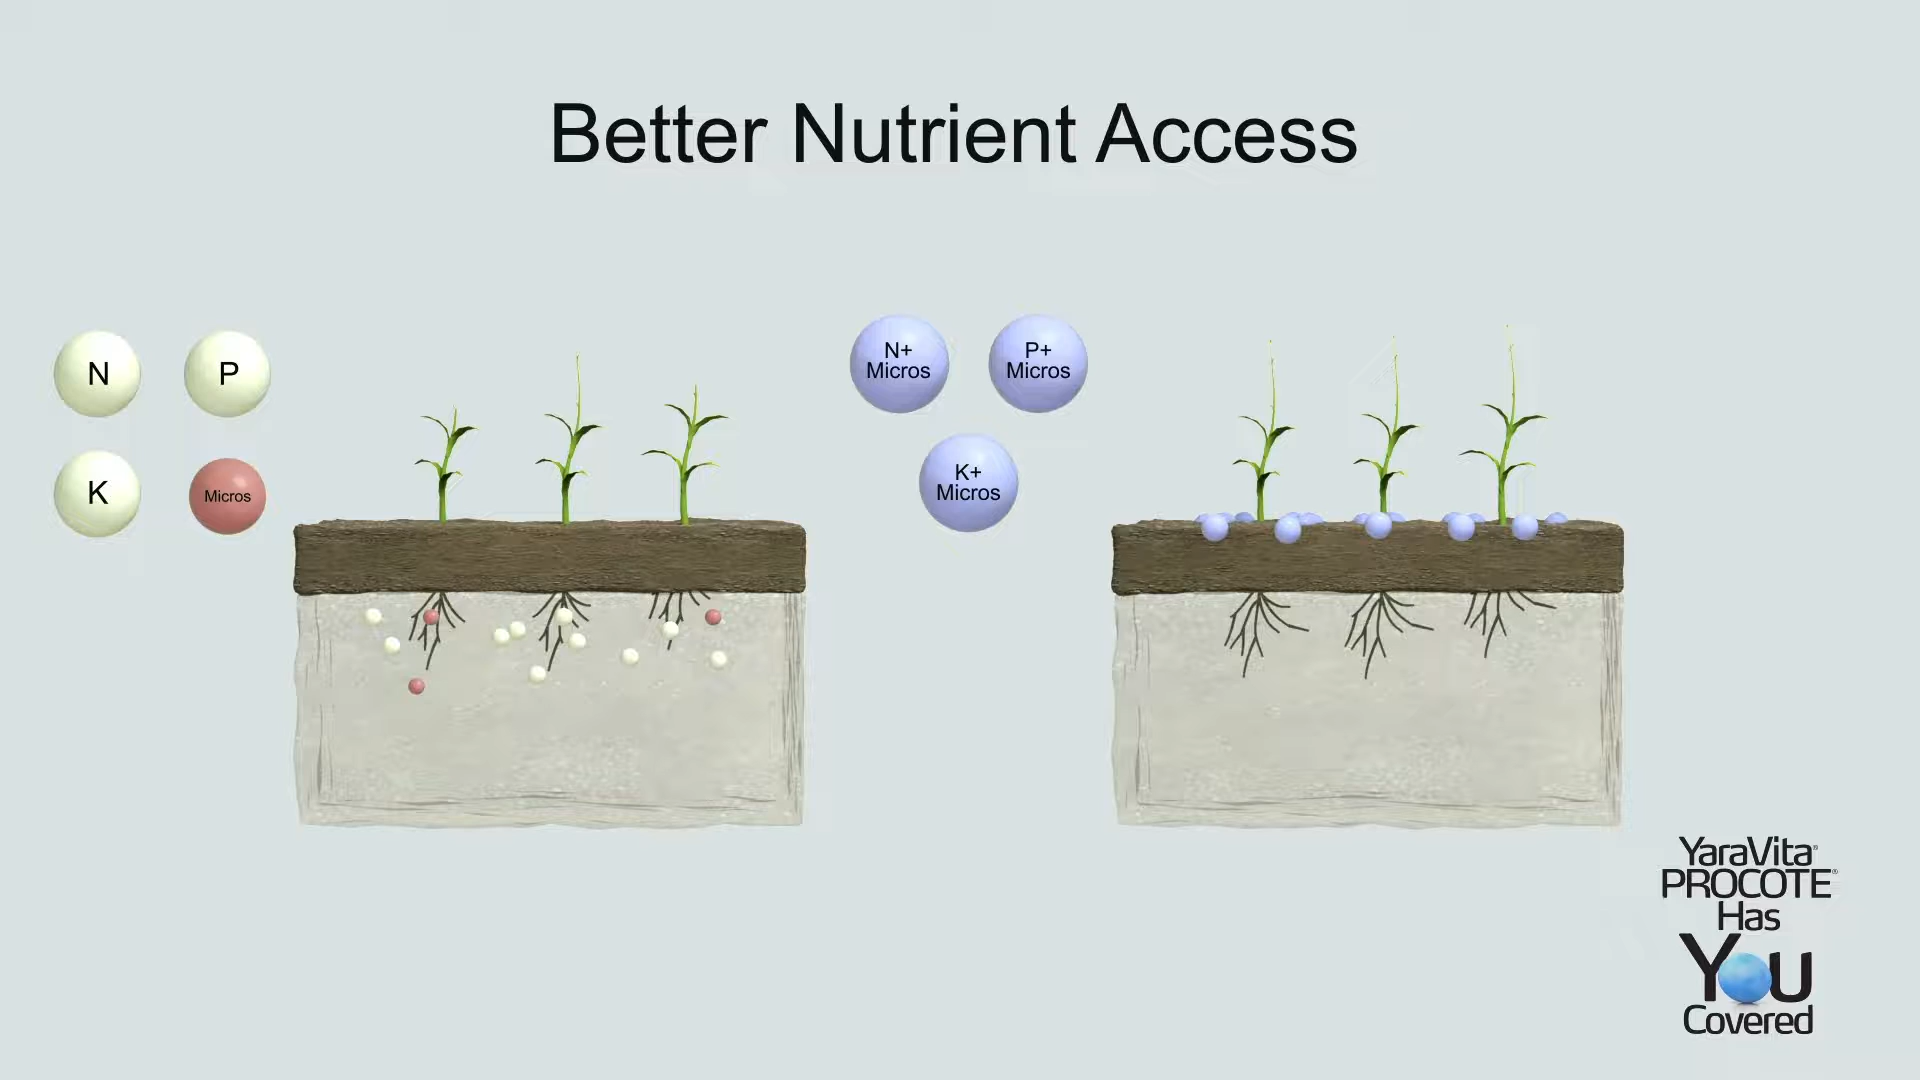 Better Nutrient Access
N
P
K
Micros
N+
Micros
P+
Micros
K+
Micros
YaraVita®
PROCOTE®
Has
YOU
Covered